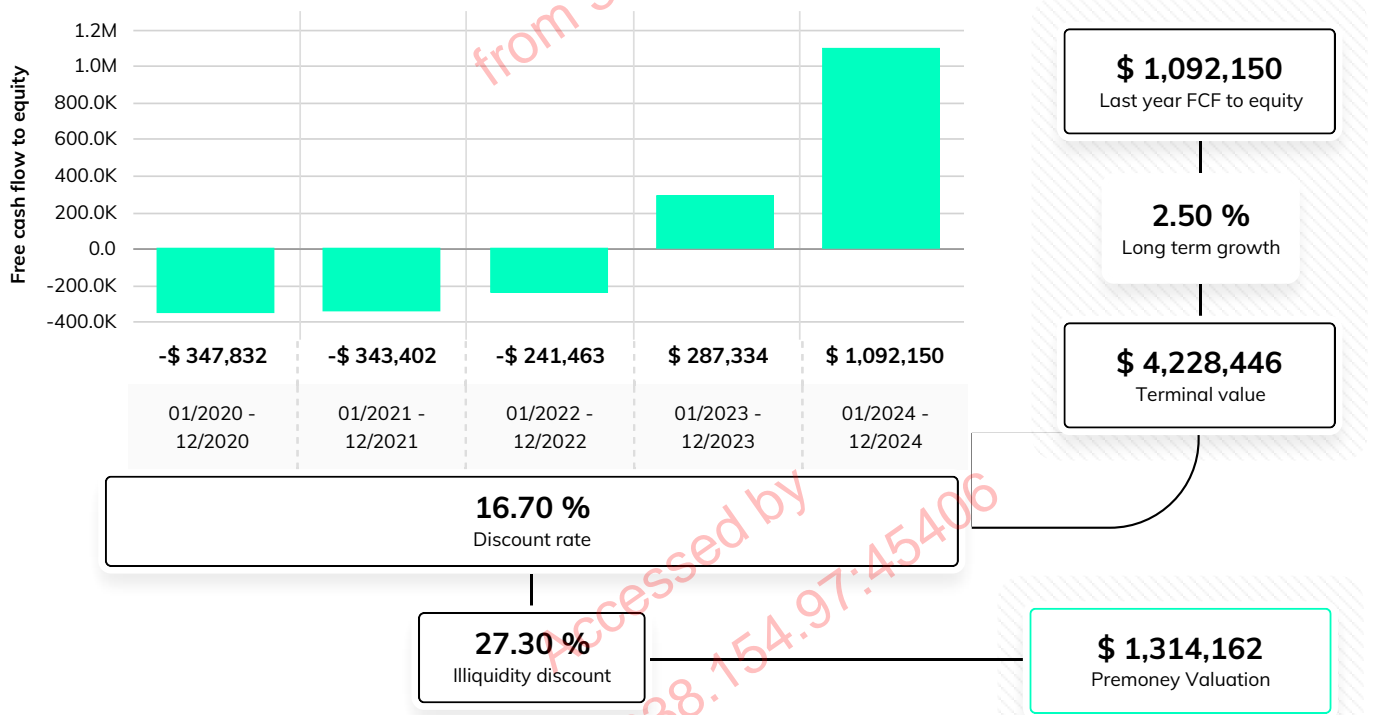 Free cash flow to equity
1.2M
1.0M
800.0K
600.0K
400.0K
200.0K
0.0
-200.0K
-400.0K
-$ 347,832
-$ 343,402
-$ 241,463
$ 287,334
$ 1,092,150
01/2020 -
12/2020
01/2021 -
12/2021
01/2022 -
12/2022
01/2023 -
12/2023
01/2024 -
12/2024
$ 1,092,150
Last year FCF to equity
2.50 %
Long term growth
$ 4,228,446
Terminal value
16.70 %
Discount rate
27.30 %
Illiquidity discount
$ 1,314,162
Premoney Valuation
from
Accessed by
38.154.97:45406